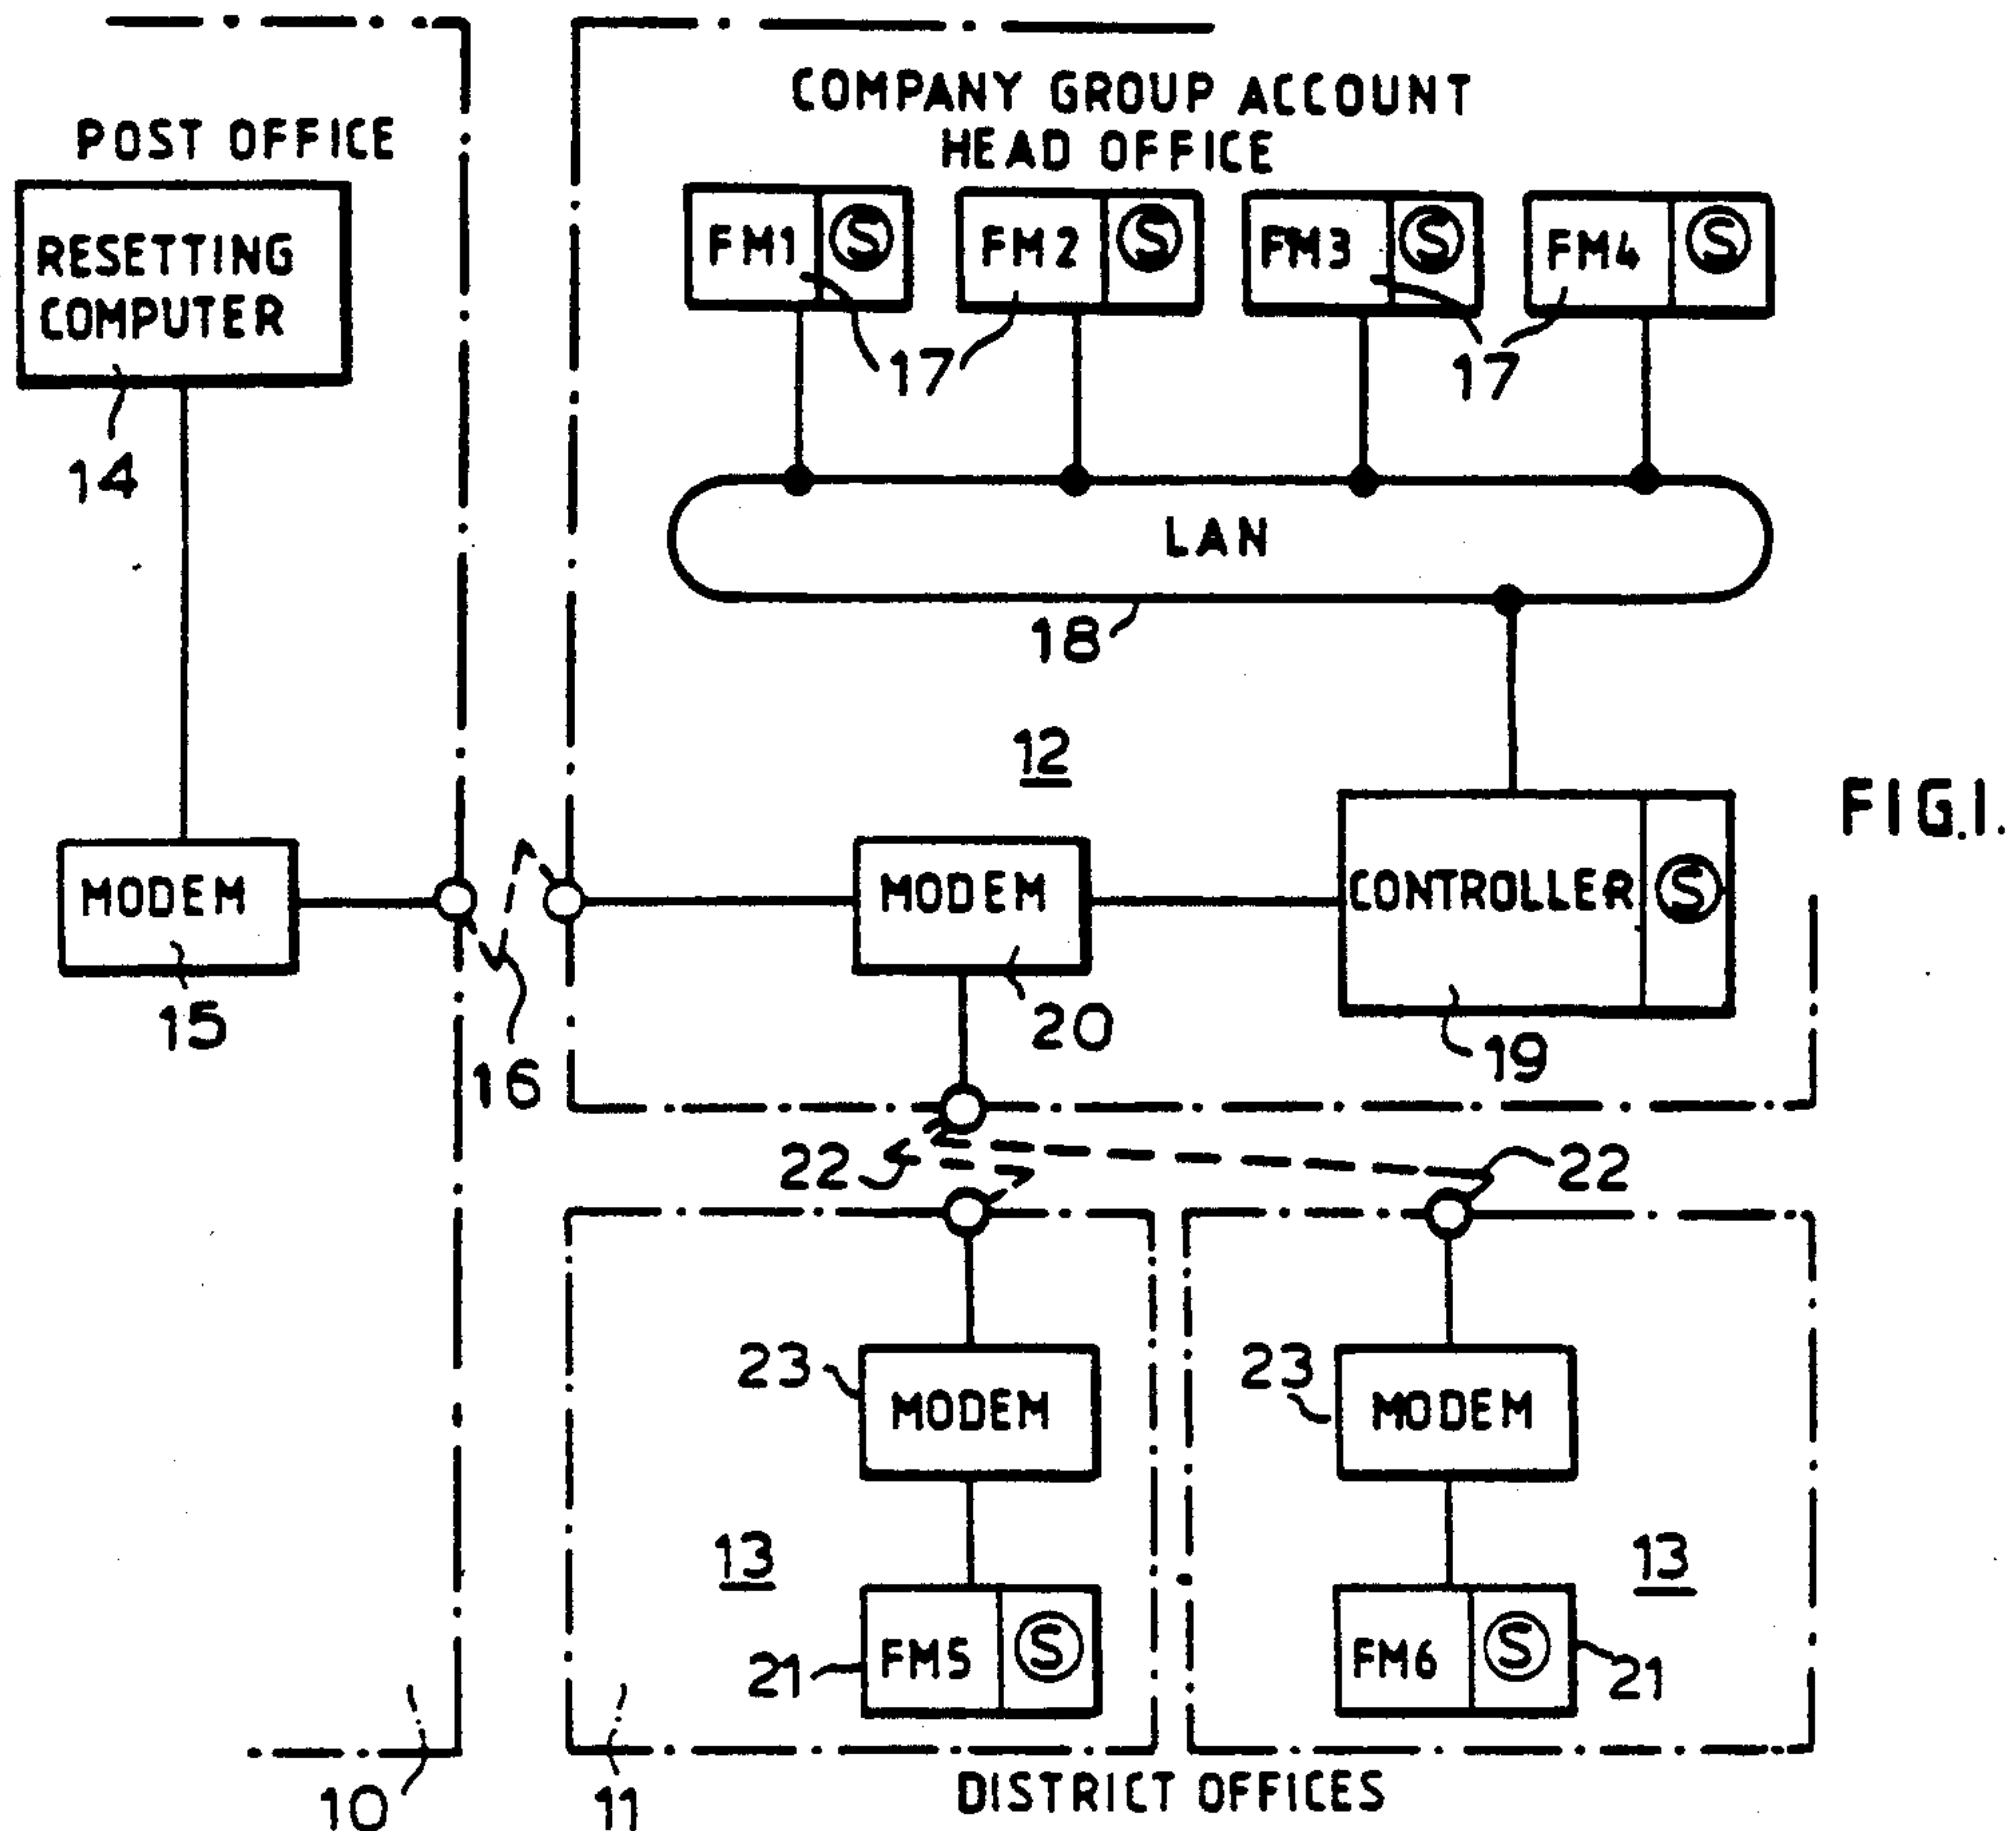 POST OFFICE
RESETTING
COMPUTER
14
MODEM
15
16
10
COMPANY GROUP ACCOUNT
HEAD OFFICE
FM1 S
FM2 S
FM3 S
FM4 S
17
17
LAN
18
12
MODEM
20
CONTROLLER S
19
FIG.1.
22
22
23
MODEM
23
MODEM
13
13
21
FM5 S
FM6 S
21
11
DISTRICT OFFICES